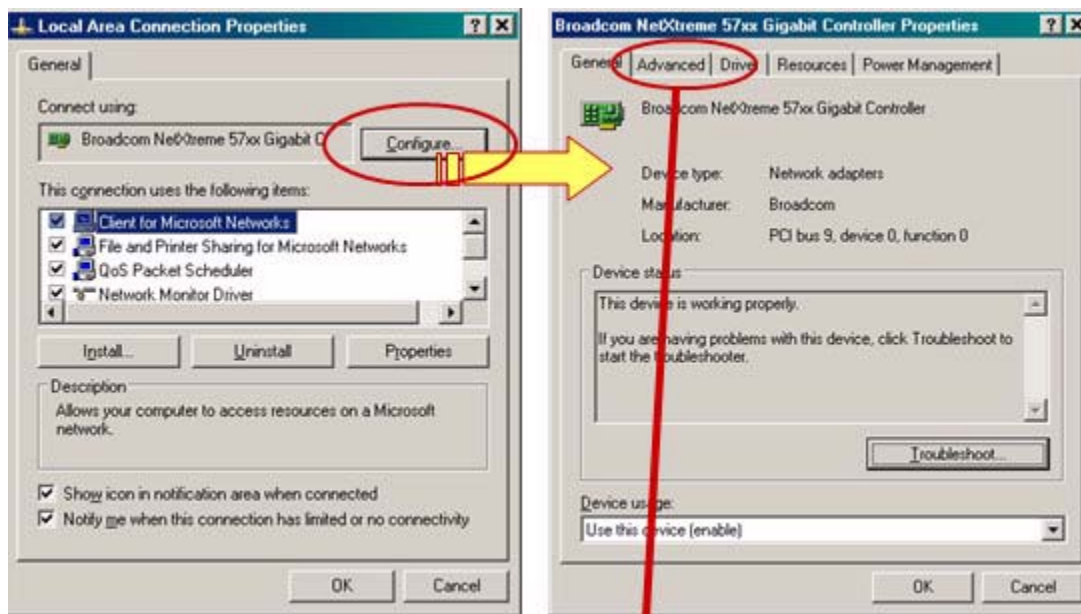 Local Area Connection Properties
General
Connect using:
Broadcom NetXtreme 57xx Gigabit C
Configure...
This connection uses the following items:
Client for Microsoft Networks
File and Printer Sharing for Microsoft Networks
QoS Packet Scheduler
Network Monitor Driver
Install...
Uninstall
Properties
Description
Allows your computer to access resources on a Microsoft
network.
Show icon in notification area when connected
Notify me when this connection has limited or no connectivity
OK
Cancel
Broadcom NetXtreme 57xx Gigabit Controller Properties
General
Advanced
Driver
Resources
Power Management
Broadcom NetXtreme 57xx Gigabit Controller
Device type: Network adapters
Manufacturer: Broadcom
Location: PCI bus 9, device 0, function 0
Device status
This device is working properly.
If you are having problems with this device, click Troubleshoot to
start the troubleshooter.
Troubleshoot...
Device usage:
Use this device (enable)
OK
Cancel